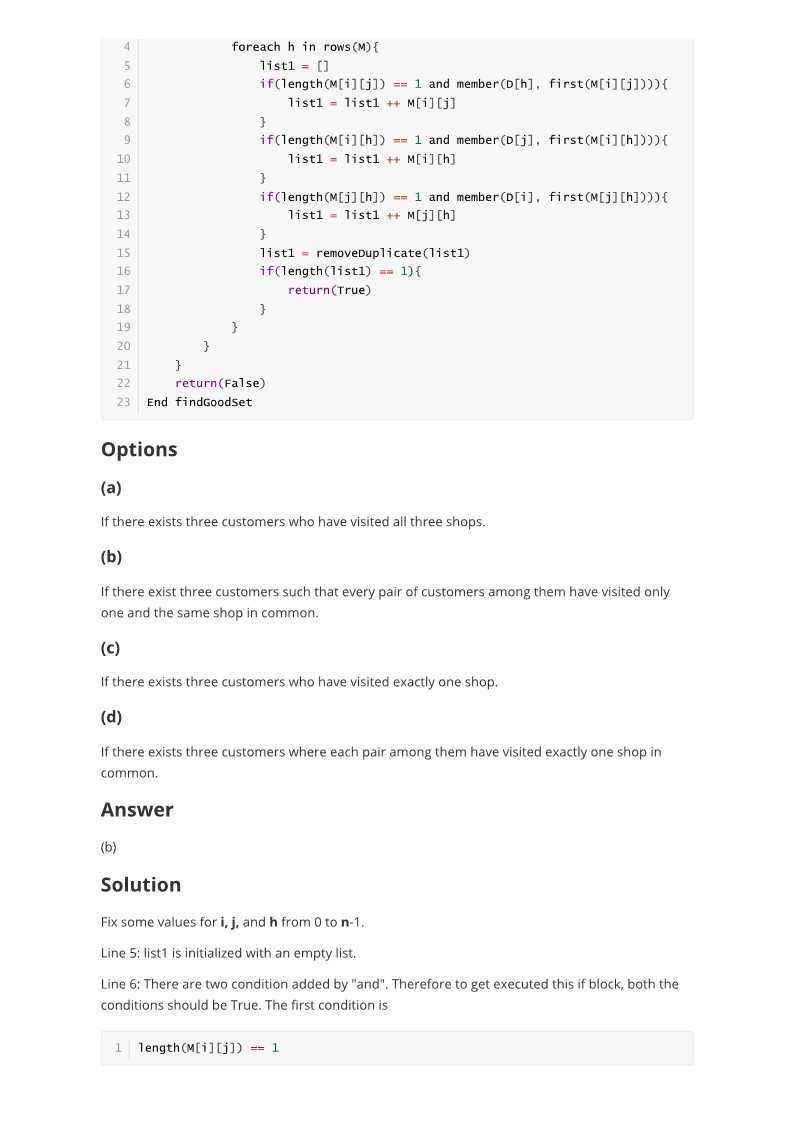 4 foreach h in rows(M){
5 list1 = []
6 if(length(M[i][j]) == 1 and member(D[h], first(M[i][j]))){
7 list1 = list1 ++ M[i][j]
8 }
9 if(length(M[i][h]) == 1 and member(D[j], first(M[i][h]))){
10 list1 = list1 ++ M[i][h]
11 }
12 if(length(M[j][h]) == 1 and member(D[i], first(M[j][h]))){
13 list1 = list1 ++ M[j][h]
14 }
15 list1 = removeDuplicate(list1)
16 if(length(list1) == 1){
17 return(True)
18 }
19 }
20 }
21 }
22 return(False)
23 End findGoodSet
Options
(a)
If there exists three customers who have visited all three shops.
(b)
If there exist three customers such that every pair of customers among them have visited only
one and the same shop in common.
(c)
If there exists three customers who have visited exactly one shop.
(d)
If there exists three customers where each pair among them have visited exactly one shop in
common.
Answer
(b)
Solution
Fix some values for i, j, and h from 0 to n-1.
Line 5: list1 is initialized with an empty list.
Line 6: There are two condition added by "and". Therefore to get executed this if block, both the
conditions should be True. The first condition is
1 length(M[i][j]) == 1